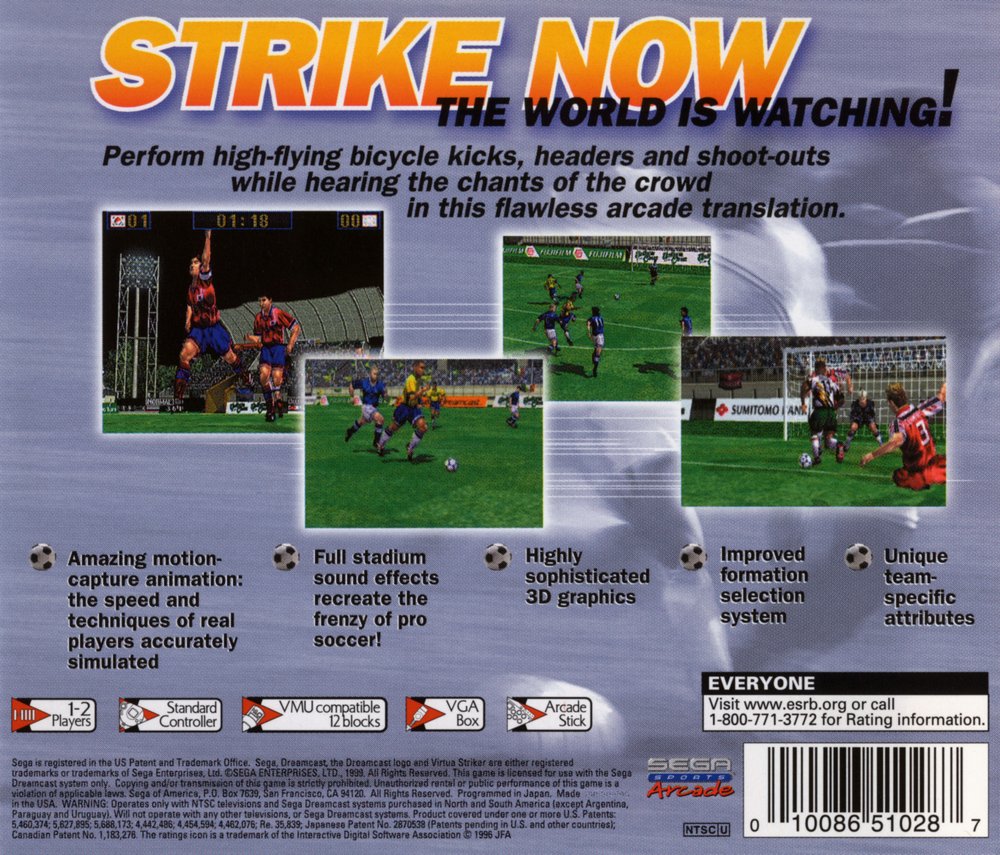 STRIKE NOW
THE WORLD IS WATCHING!
Perform high-flying bicycle kicks, headers and shoot-outs
while hearing the chants of the crowd
in this flawless arcade translation.
01 01:18 00
FUJIFILM FUJIFILM
Dreamcast
SUMITOMO BANK
3
Amazing motion-
capture animation:
the speed and
techniques of real
players accurately
simulated
Full stadium
sound effects
recreate the
frenzy of pro
soccer!
Highly
sophisticated
3D graphics
Improved
formation
selection
system
Unique
team-
specific
attributes
1-2
Players
Standard
Controller
VMU compatible
12 blocks
VGA
Box
Arcade
Stick
EVERYONE
Visit www.esrb.org or call
1-800-771-3772 for Rating information.
Sega is registered in the US Patent and Trademark Office. Sega, Dreamcast, the Dreamcast logo and Virtua Striker are either registered
trademarks or trademarks of Sega Enterprises, Ltd. ©SEGA ENTERPRISES, LTD., 1999. All Rights Reserved. This game is licensed for use with the Sega
Dreamcast system only. Copying and/or transmission of this game is strictly prohibited. Unauthorized rental or public performance of this game is a
violation of applicable laws. Sega of America, P.O. Box 7639, San Francisco, CA 94120. All Rights Reserved. Programmed in Japan. Made
in the USA. WARNING: Operates only with NTSC televisions and Sega Dreamcast systems purchased in North and South America (except Argentina,
Paraguay and Uruguay). Will not operate with any other televisions, or Sega Dreamcast systems. Product covered under one or more U.S. Patents:
5,460,374; 5,627,895; 5,688,173; 4,442,486; 4,454,594; 4,462,076; Re. 35,839; Japanese Patent No. 2870538 (Patents pending in U.S. and other countries);
Canadian Patent No. 1,183,276. The ratings icon is a trademark of the Interactive Digital Software Association © 1996 JFA
SEGA
SPORTS
Arcade
NTSC U
0 10086 51028 7